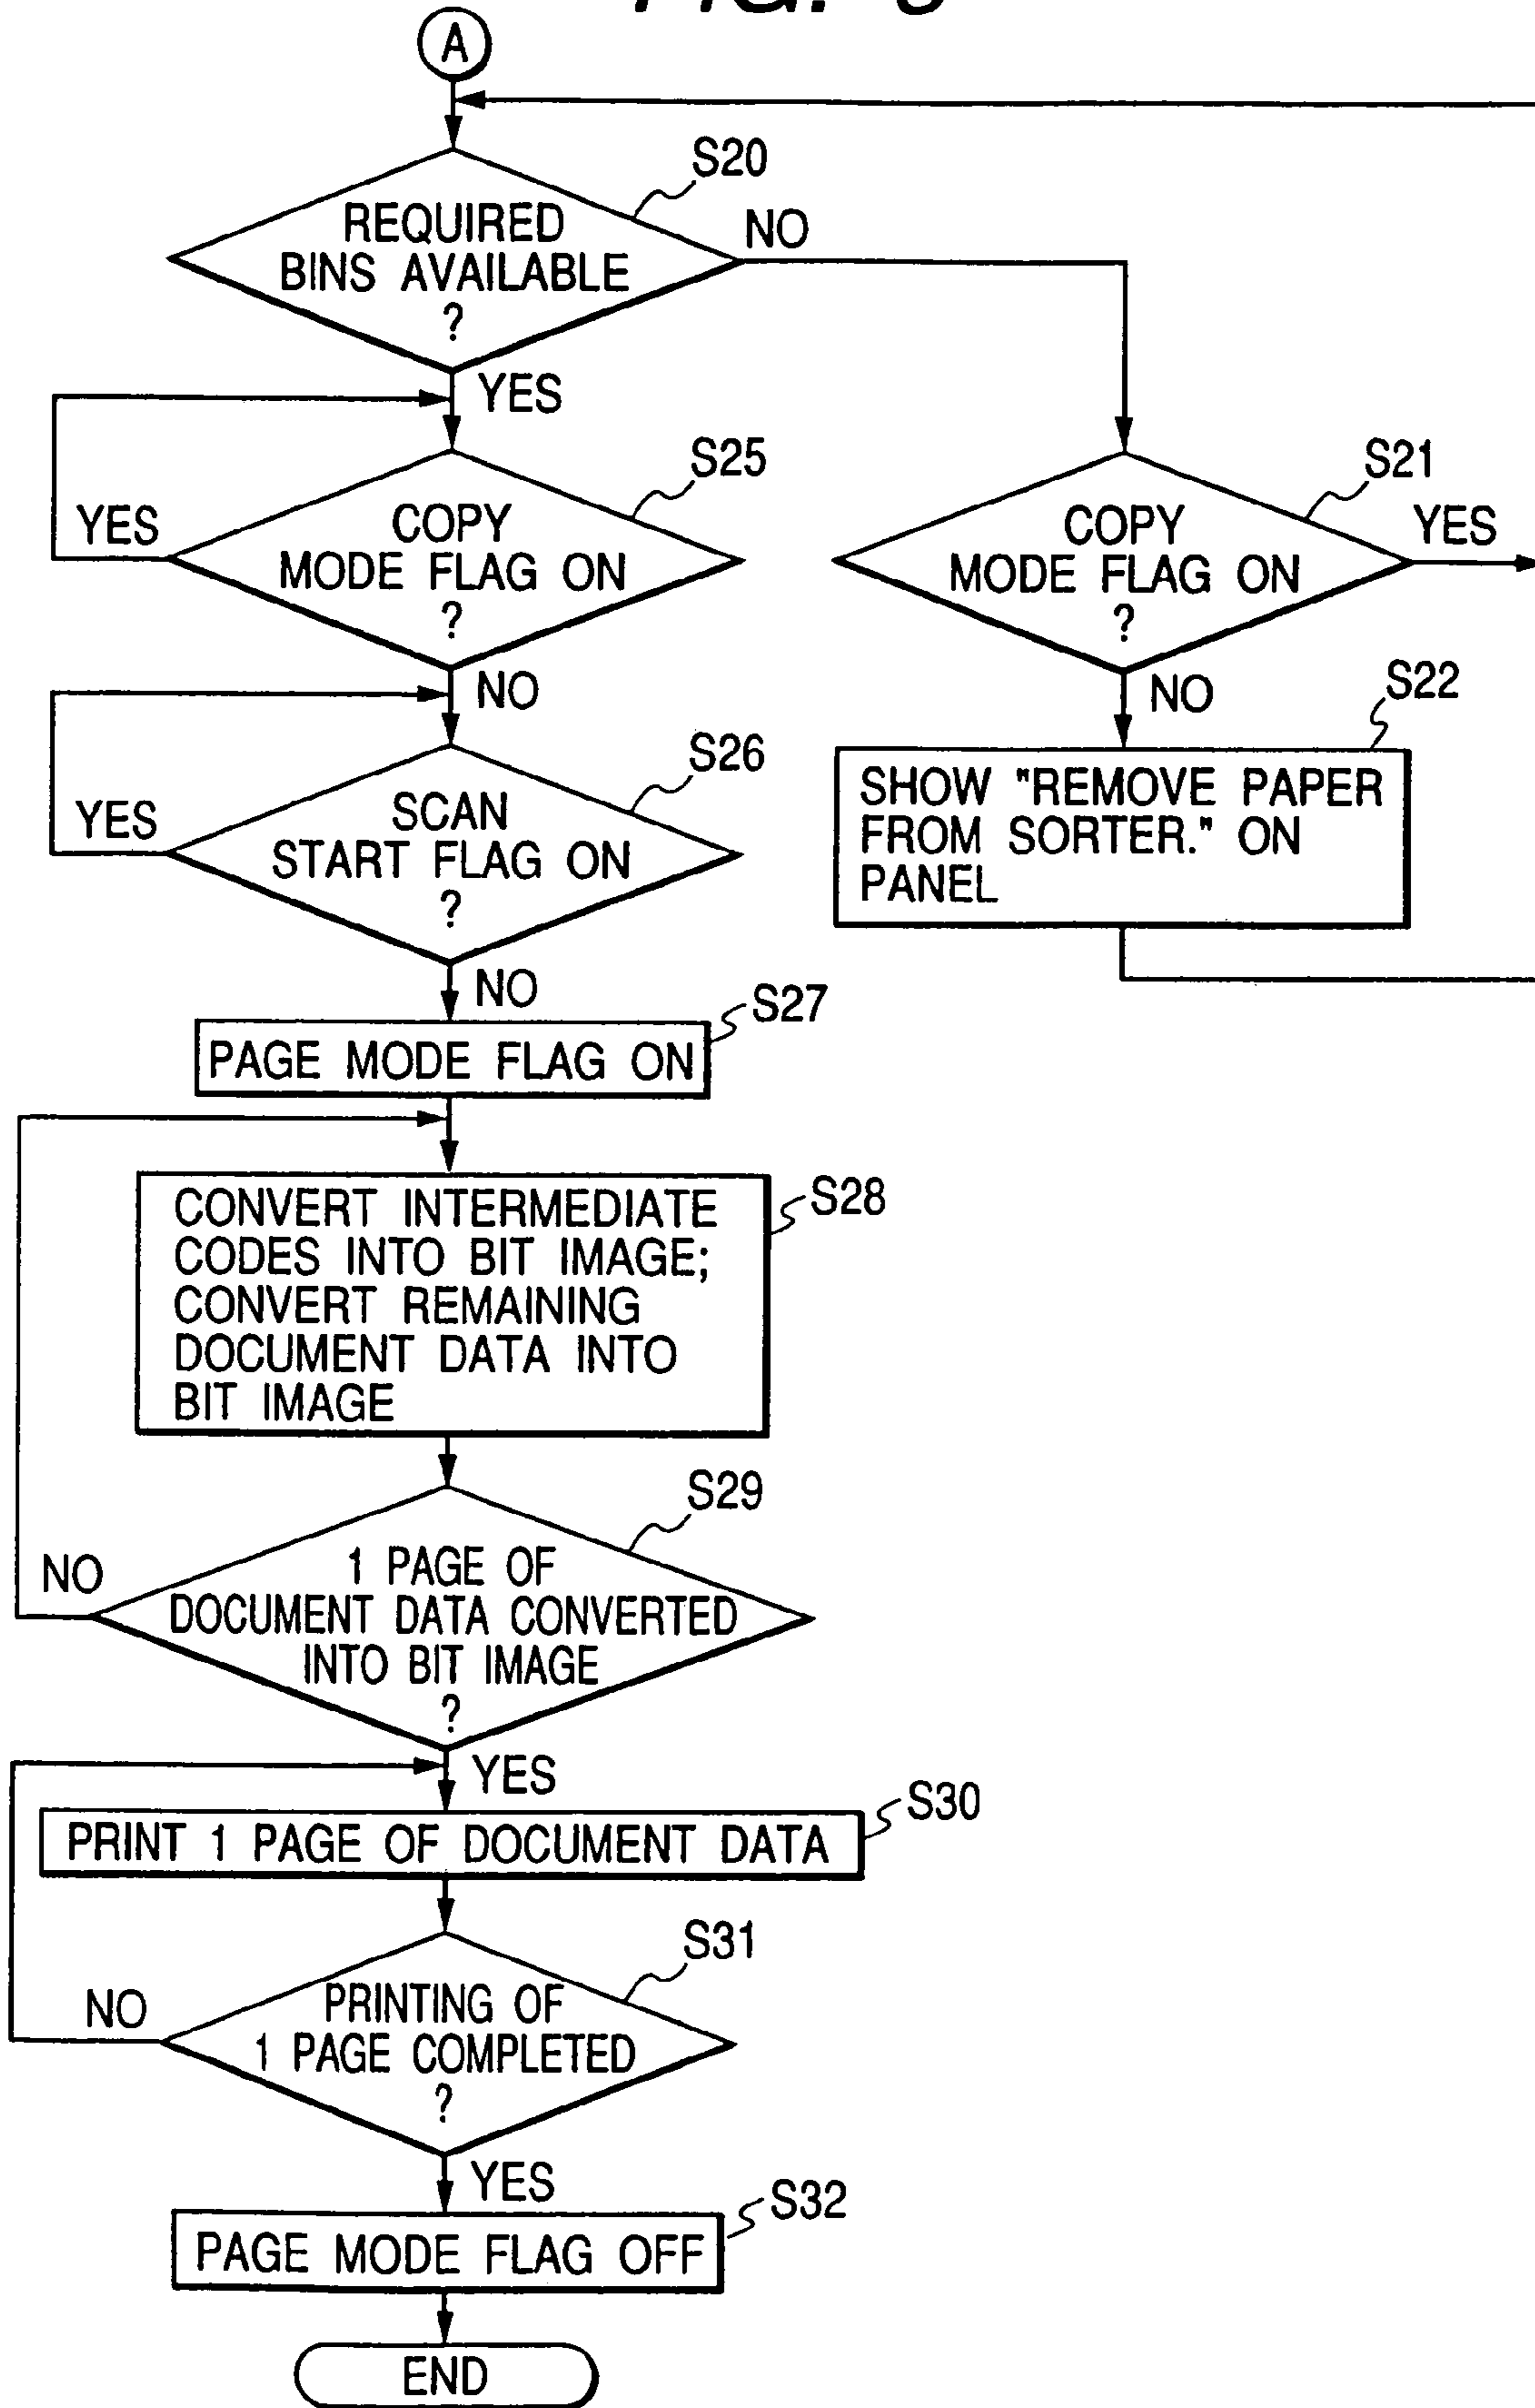 A
S20
REQUIRED
BINS AVAILABLE
?
NO
YES
S25
COPY
MODE FLAG ON
?
YES
NO
S21
COPY
MODE FLAG ON
?
YES
NO
S22
SHOW "REMOVE PAPER
FROM SORTER." ON
PANEL
S26
SCAN
START FLAG ON
?
YES
NO
S27
PAGE MODE FLAG ON
S28
CONVERT INTERMEDIATE
CODES INTO BIT IMAGE;
CONVERT REMAINING
DOCUMENT DATA INTO
BIT IMAGE
S29
1 PAGE OF
DOCUMENT DATA CONVERTED
INTO BIT IMAGE
?
NO
YES
S30
PRINT 1 PAGE OF DOCUMENT DATA
S31
PRINTING OF
1 PAGE COMPLETED
?
NO
YES
S32
PAGE MODE FLAG OFF
END